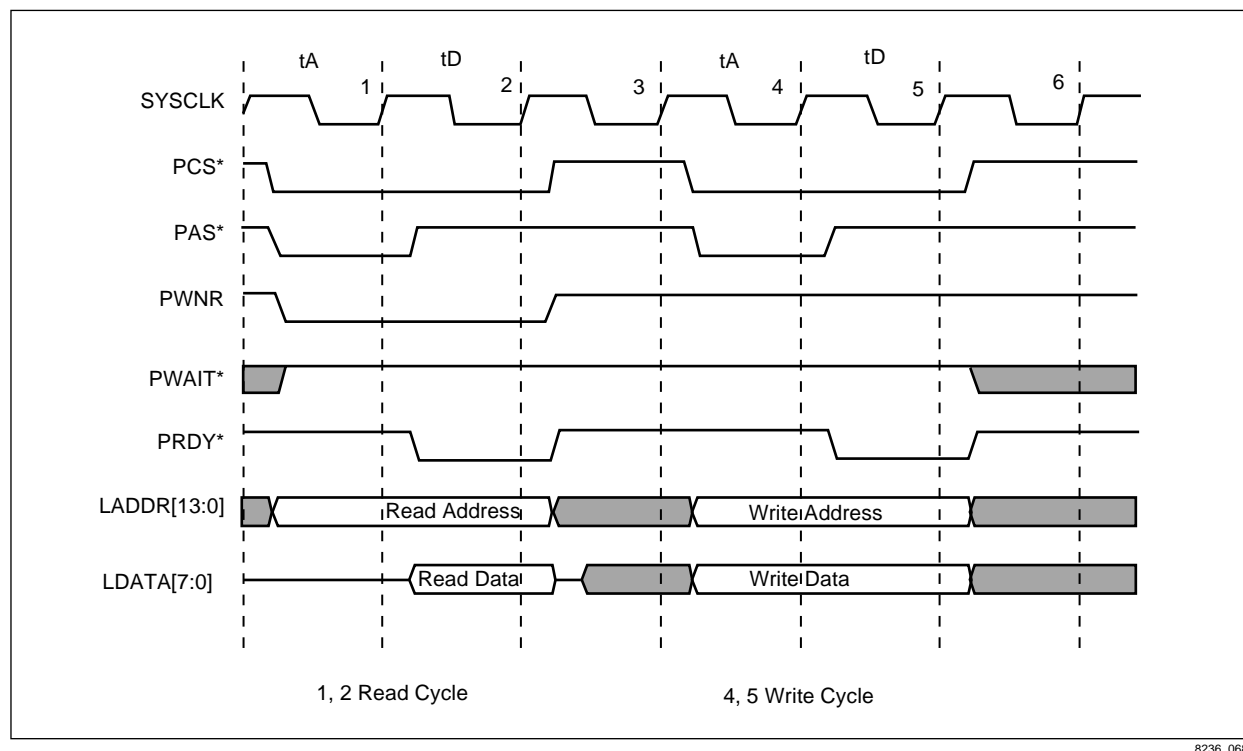 tA tD tA tD
1 2 3 4 5 6
SYSCLK
PCS*
PAS*
PWNR
PWAIT*
PRDY*
LADDR[13:0] Read Address Write Address
LDATA[7:0] Read Data Write Data
1, 2 Read Cycle 4, 5 Write Cycle